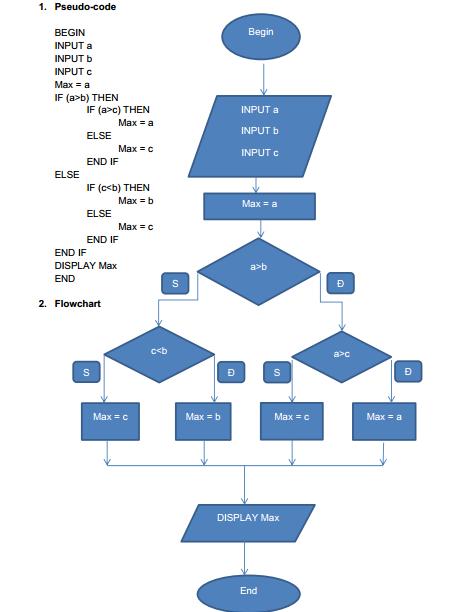 1. Pseudo-code
BEGIN
INPUT a
INPUT b
INPUT c
Max = a
IF (a>b) THEN
IF (a>c) THEN
Max = a
ELSE
Max = c
END IF
ELSE
IF (c<b) THEN
Max = b
ELSE
Max = c
END IF
END IF
DISPLAY Max
END
2. Flowchart
Begin
INPUT a
INPUT b
INPUT c
Max = a
a>b
S
Đ
c<b
a>c
S
Đ
S
Đ
Max = c
Max = b
Max = c
Max = a
DISPLAY Max
End